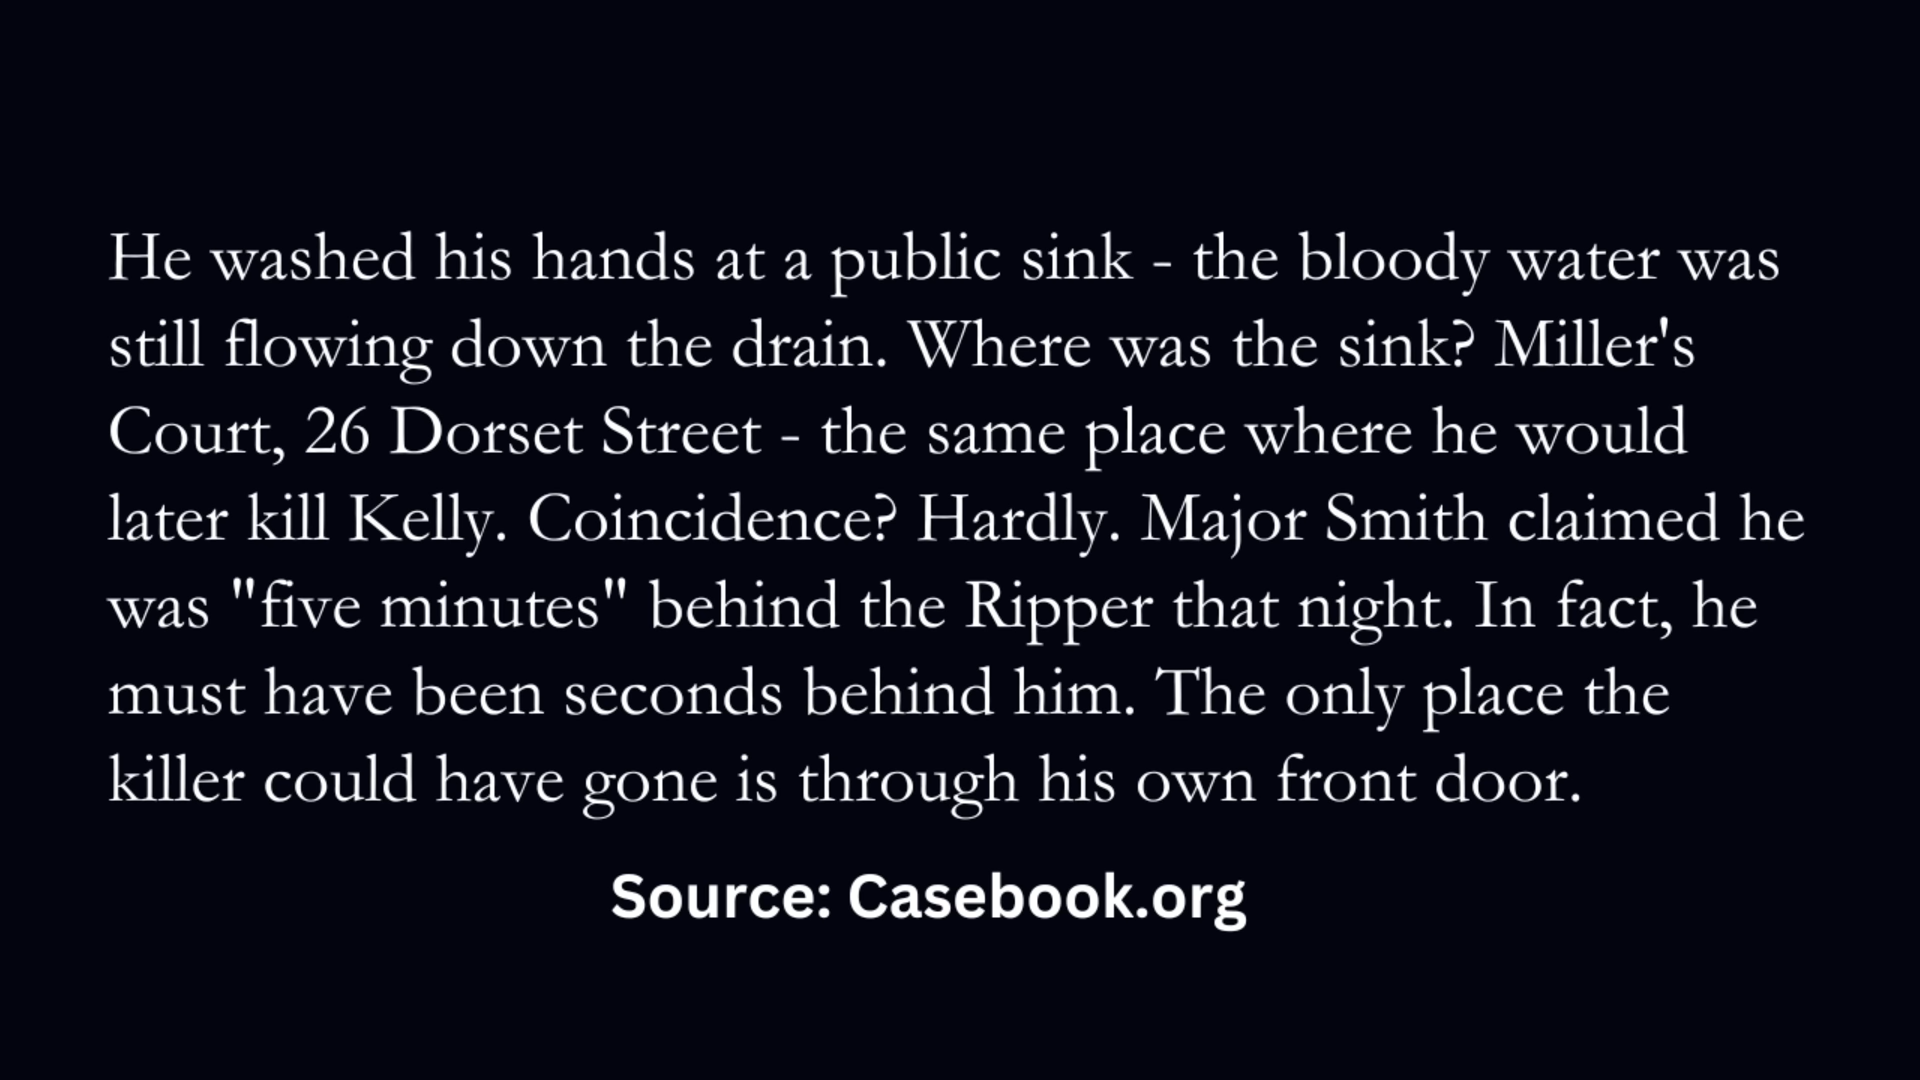 He washed his hands at a public sink - the bloody water was
still flowing down the drain. Where was the sink? Miller's
Court, 26 Dorset Street - the same place where he would
later kill Kelly. Coincidence? Hardly. Major Smith claimed he
was "five minutes" behind the Ripper that night. In fact, he
must have been seconds behind him. The only place the
killer could have gone is through his own front door.
Source: Casebook.org